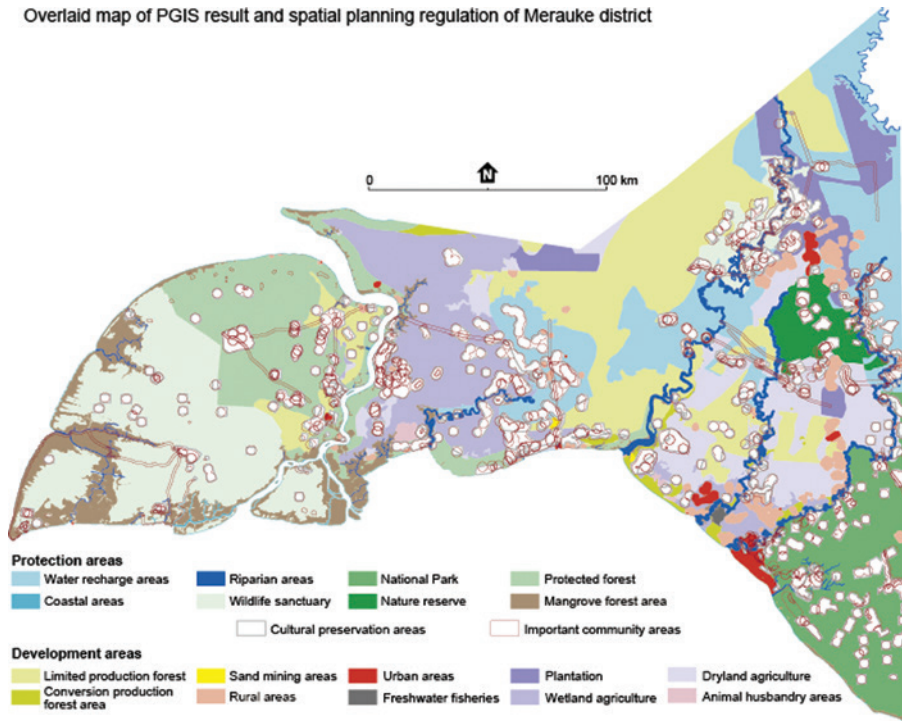 Overlaid map of PGIS result and spatial planning regulation of Merauke district
N
0 100 km
Protection areas
Water recharge areas Riparian areas National Park Protected forest
Coastal areas Wildlife sanctuary Nature reserve Mangrove forest area
Cultural preservation areas Important community areas
Development areas
Limited production forest Sand mining areas Urban areas Plantation Dryland agriculture
Conversion production forest area Rural areas Freshwater fisheries Wetland agriculture Animal husbandry areas